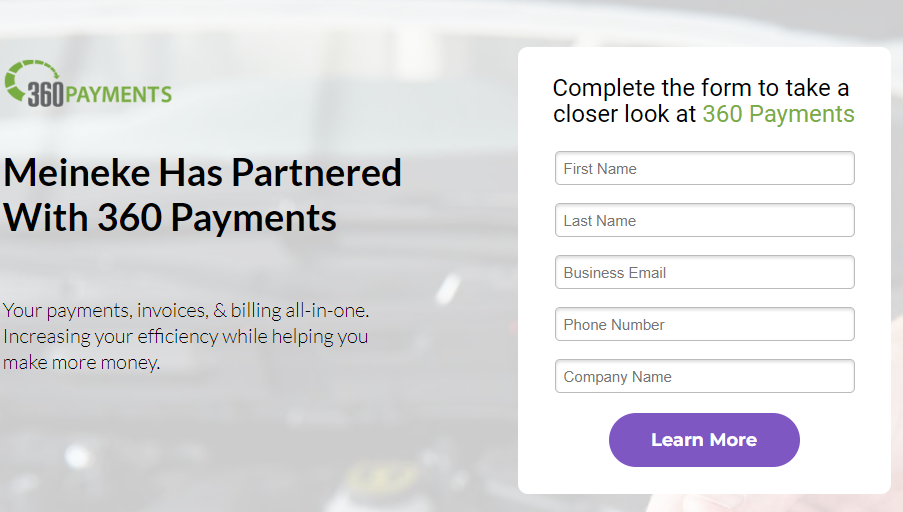 360PAYMENTS
Meineke Has Partnered
With 360 Payments
Your payments, invoices, & billing all-in-one.
Increasing your efficiency while helping you
make more money.
Complete the form to take a
closer look at 360 Payments
First Name
Last Name
Business Email
Phone Number
Company Name
Learn More